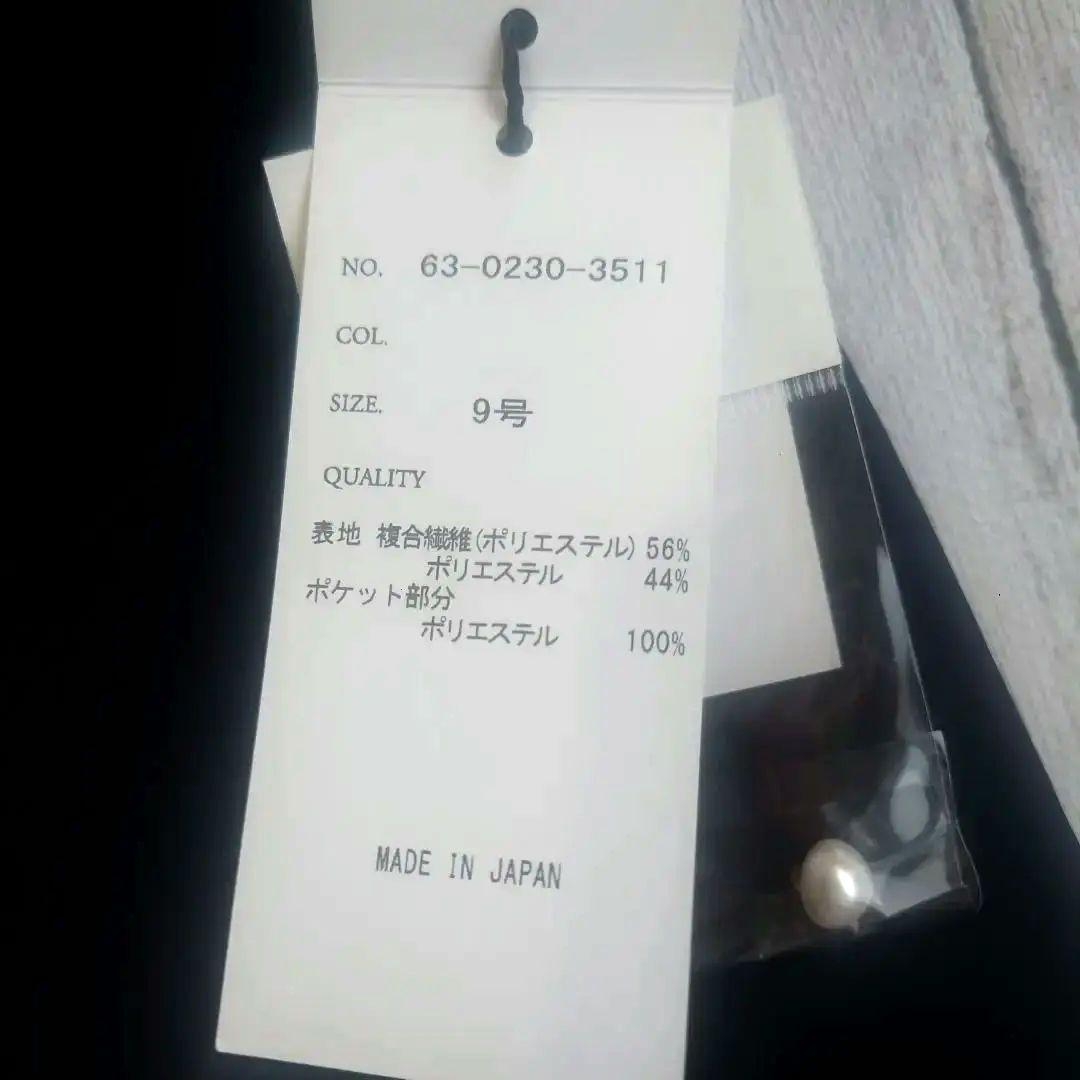 NO. 63-0230-3511
COL.
SIZE. 9号
QUALITY
表地 複合繊維(ポリエステル) 56%
ポリエステル 44%
ポケット部分
ポリエステル 100%
MADE IN JAPAN